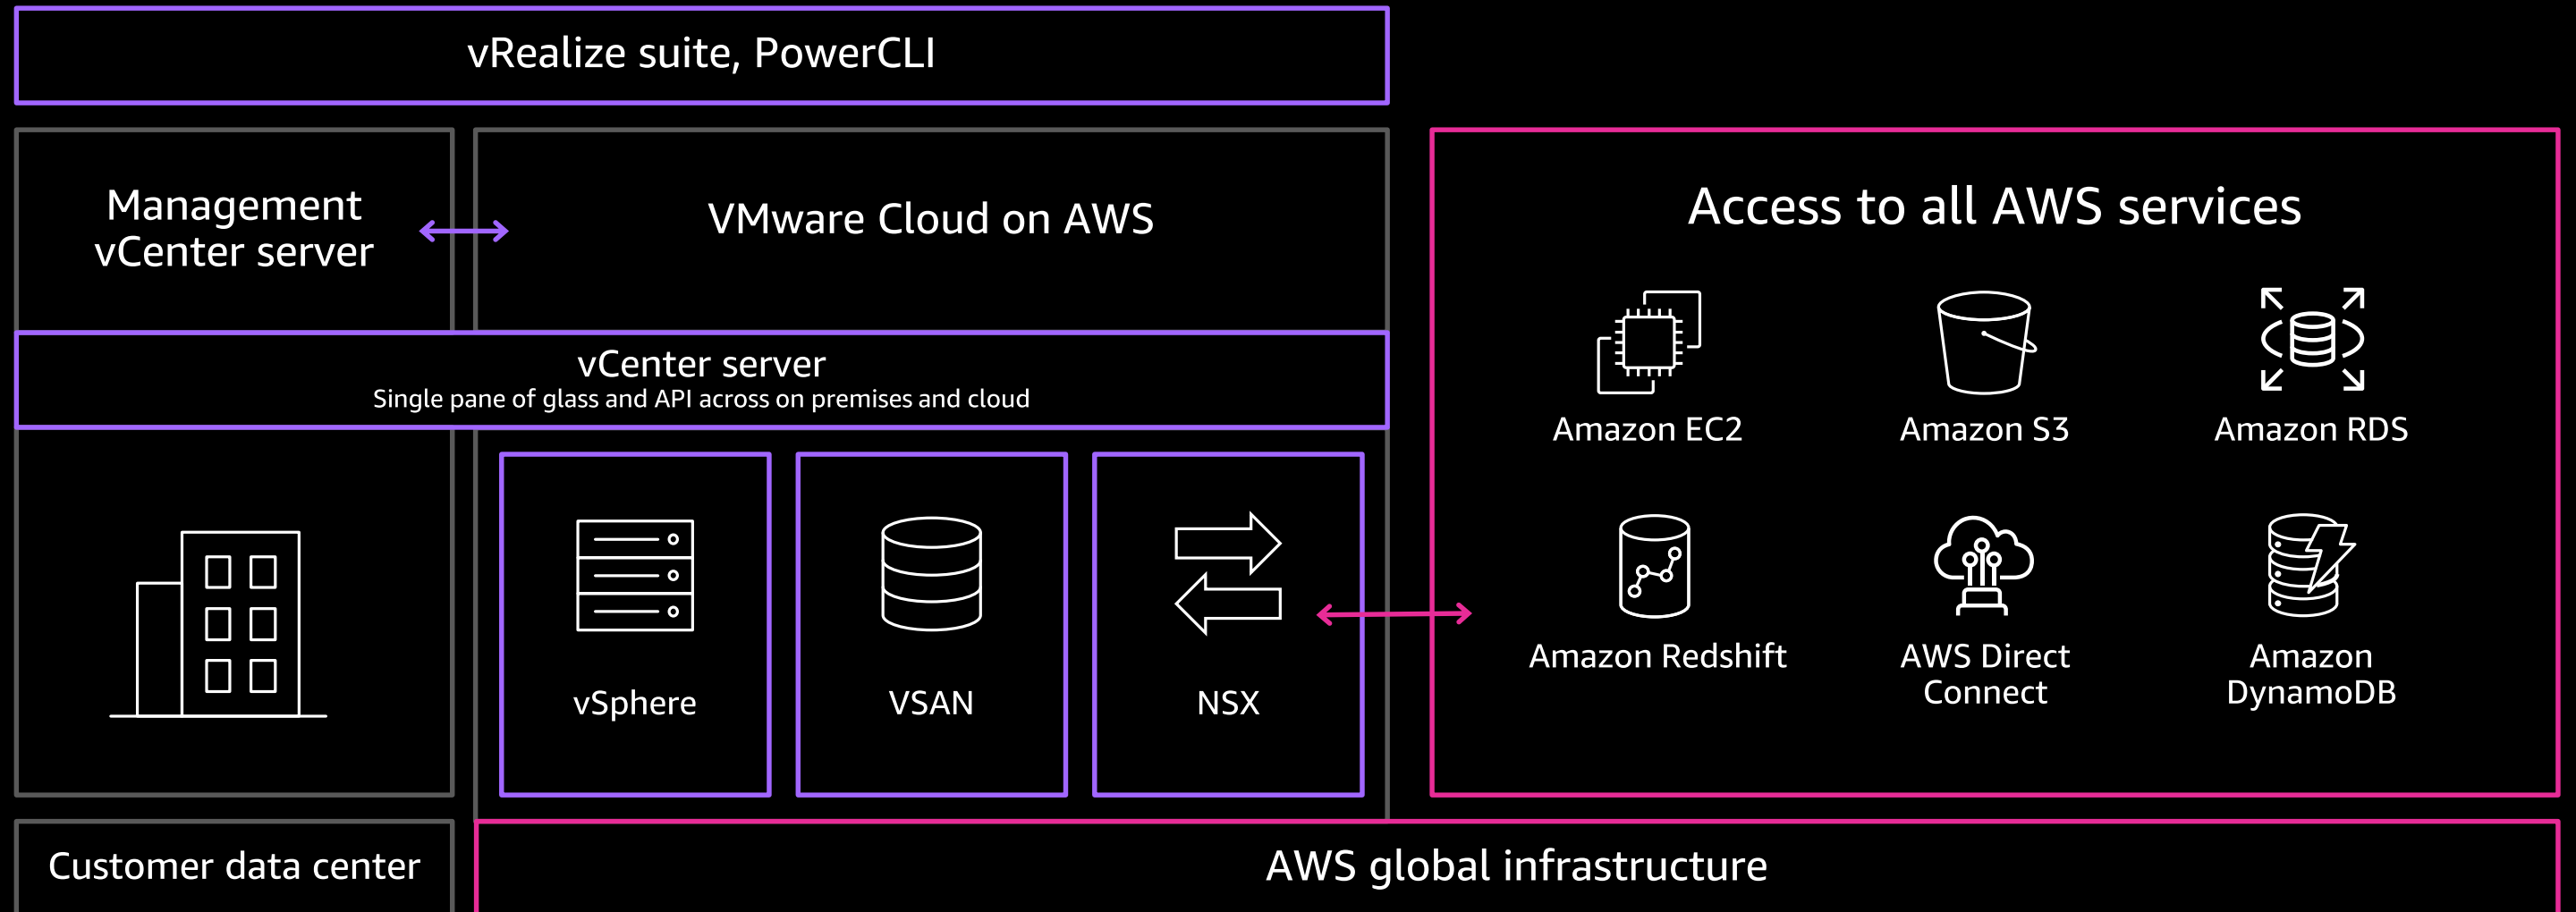 vRealize suite, PowerCLI
Management
vCenter server
VMware Cloud on AWS
vCenter server
Single pane of glass and API across on premises and cloud
vSphere
VSAN
NSX
Customer data center
Access to all AWS services
Amazon EC2
Amazon S3
Amazon RDS
Amazon Redshift
AWS Direct
Connect
Amazon
DynamoDB
AWS global infrastructure